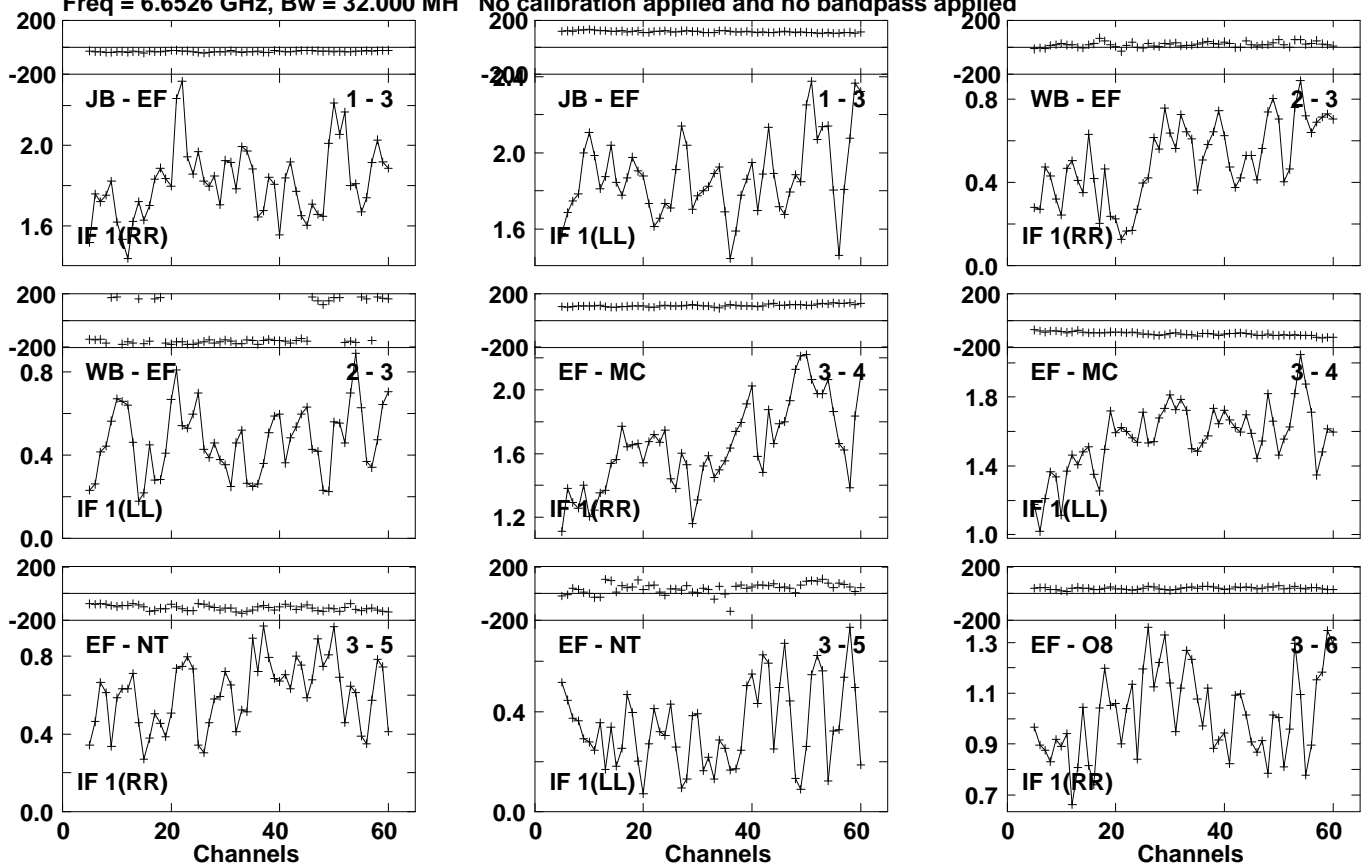 Freq = 6.6526 GHz, Bw = 32.000 MH No calibration applied and no bandpass applied
200
-200
JB - EF
1 - 3
2.0
1.6
IF 1(RR)
200
-200
2.4
JB - EF
1 - 3
2.0
1.6
IF 1(LL)
200
-200
0.8
WB - EF
2 - 3
0.4
0.0
IF 1(RR)
200
-200
0.8
WB - EF
2 - 3
0.4
0.0
IF 1(LL)
200
-200
2.0
EF - MC
3 - 4
1.6
1.2
IF 1(RR)
200
-200
1.8
EF - MC
3 - 4
1.4
1.0
IF 1(LL)
200
-200
0.8
EF - NT
3 - 5
0.4
0.0
IF 1(RR)
0 20 40 60
Channels
200
-200
EF - NT
3 - 5
0.4
0.0
IF 1(LL)
0 20 40 60
Channels
200
-200
1.3
EF - O8
3 - 6
1.1
0.9
0.7
IF 1(RR)
0 20 40 60
Channels